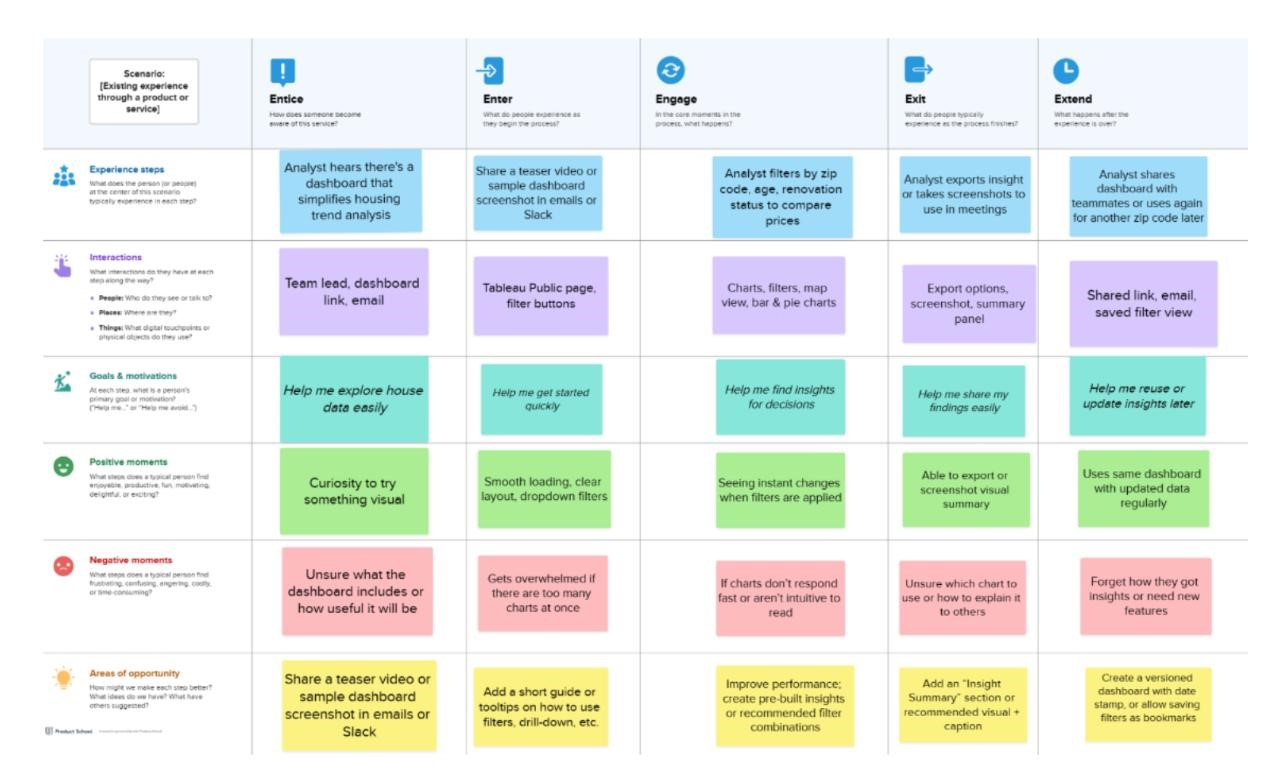 Scenario:
[Existing experience
through a product or
service]
Entice
How does someone become
aware of this service?
Enter
What do people experience as
they begin the process?
Engage
In the core moments in the
process, what happens?
Exit
What do people typically
experience as the process finishes?
Extend
What happens after the
experience is over?
Experience steps
What does the person (or people)
at the center of this scenario
typically experience in each step?
Analyst hears there's a
dashboard that
simplifies housing
trend analysis
Share a teaser video or
sample dashboard
screenshot in emails or
Slack
Analyst filters by zip
code, age, renovation
status to compare
prices
Analyst exports insight
or takes screenshots to
use in meetings
Analyst shares
dashboard with
teammates or uses again
for another zip code later
Interactions
What interactions do they have at each
step along the way?
People: Who do they see or talk to?
Places: Where are they?
Things: What digital touchpoints or
physical objects do they use?
Team lead, dashboard
link, email
Tableau Public page,
filter buttons
Charts, filters, map
view, bar & pie charts
Export options,
screenshot, summary
panel
Shared link, email,
saved filter view
Goals & motivations
At each step, what is a person's
primary goal or motivation?
("Help me..." or "Help me avoid...")
Help me explore house
data easily
Help me get started
quickly
Help me find insights
for decisions
Help me share my
findings easily
Help me reuse or
update insights later
Positive moments
What steps does a typical person find
enjoyable, productive, fun, motivating,
delightful, or exciting?
Curiosity to try
something visual
Smooth loading, clear
layout, dropdown filters
Seeing instant changes
when filters are applied
Able to export or
screenshot visual
summary
Uses same dashboard
with updated data
regularly
Negative moments
What steps does a typical person find
frustrating, confusing, angering, costly,
or time-consuming?
Unsure what the
dashboard includes or
how useful it will be
Gets overwhelmed if
there are too many
charts at once
If charts don't respond
fast or aren't intuitive to
read
Unsure which chart to
use or how to explain it
to others
Forget how they got
insights or need new
features
Areas of opportunity
How might we make each step better?
What ideas do we have? What have
others suggested?
Share a teaser video or
sample dashboard
screenshot in emails or
Slack
Add a short guide or
tooltips on how to use
filters, drill-down, etc.
Improve performance;
create pre-built insights
or recommended filter
combinations
Add an "Insight
Summary" section or
recommended visual +
caption
Create a versioned
dashboard with date
stamp, or allow saving
filters as bookmarks
Product School